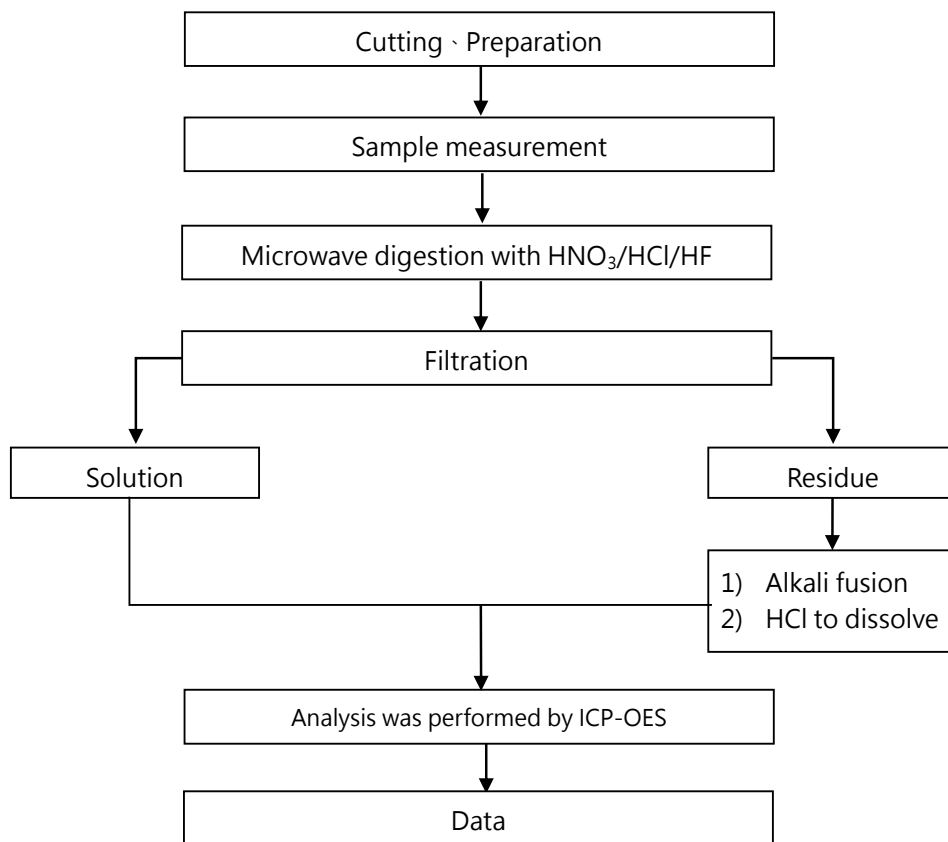 Cutting、Preparation
Sample measurement
Microwave digestion with HNO₃/HCl/HF
Filtration
Solution
Residue
1) Alkali fusion
2) HCl to dissolve
Analysis was performed by ICP-OES
Data